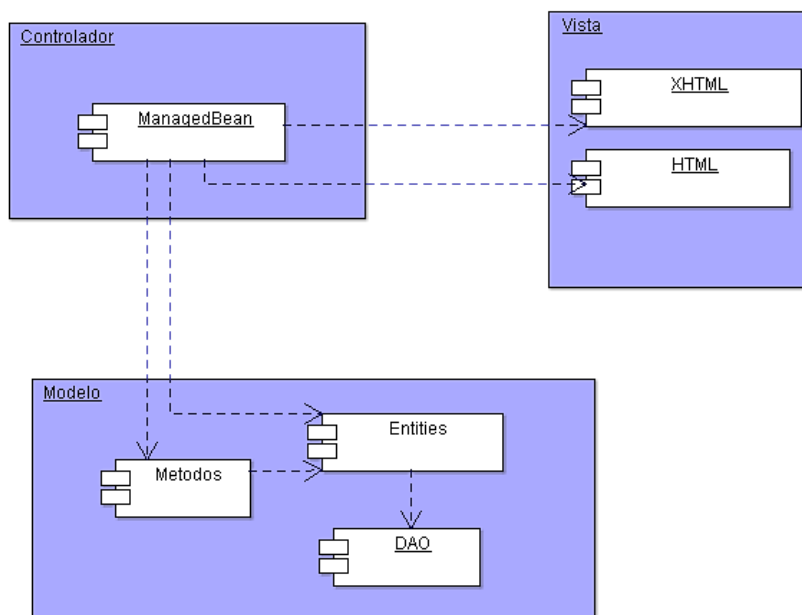 Controlador
ManagedBean
Vista
XHTML
HTML
Modelo
Entities
Metodos
DAO